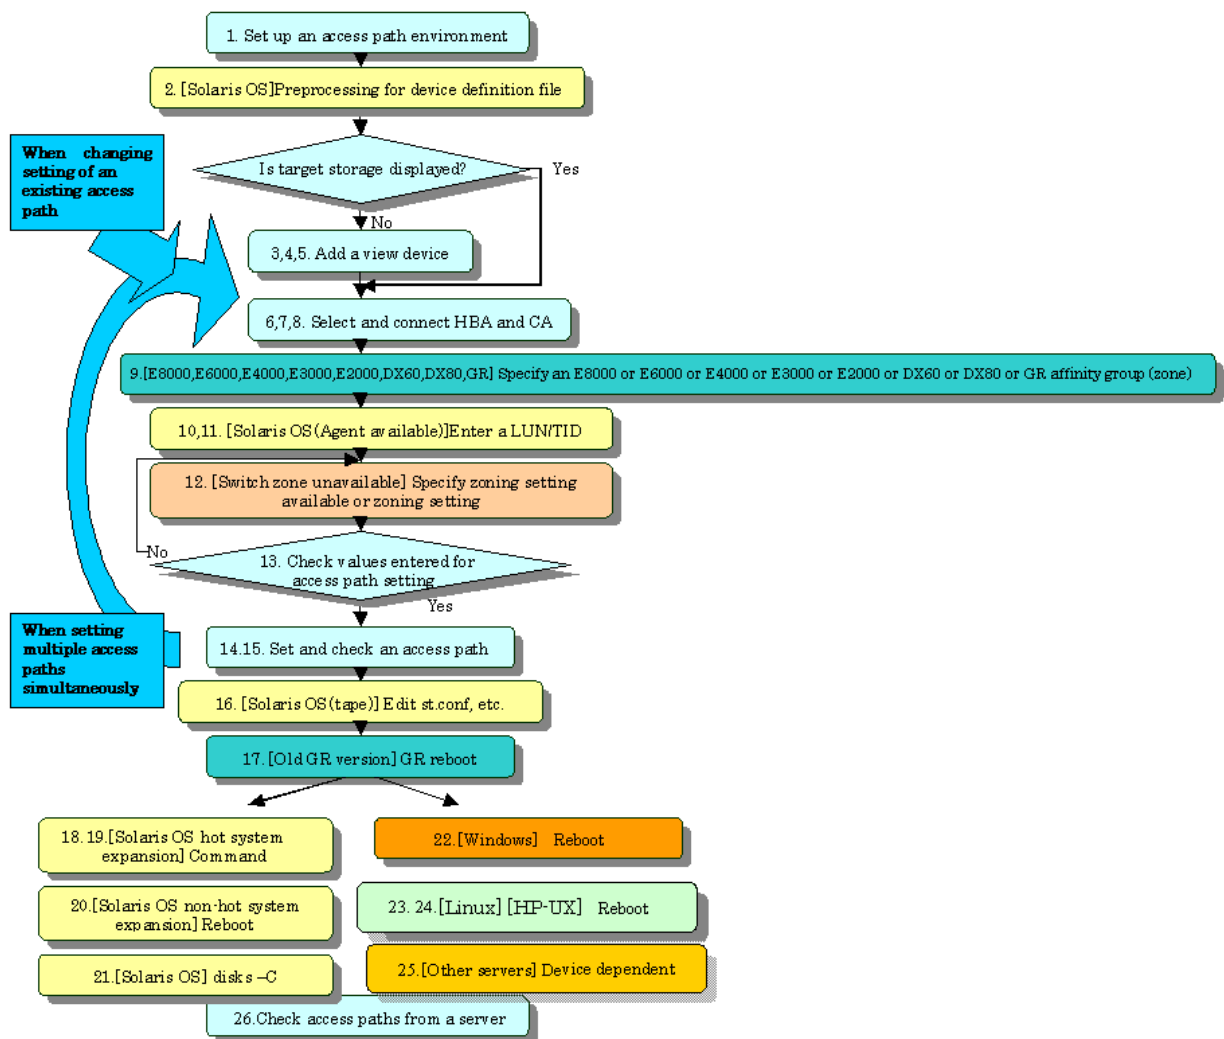 1. Set up an access path environment
2. [Solaris OS]Preprocessing for device definition file
When changing
setting of an
existing access
path
Is target storage displayed?
Yes
No
3,4,5. Add a view device
6,7,8. Select and connect HBA and CA
9.[E8000,E6000,E4000,E3000,E2000,DX60,DX80,GR] Specify an E8000 or E6000 or E4000 or E3000 or E2000 or DX60 or DX80 or GR affinity group (zone)
10,11. [Solaris OS(Agent available)]Enter a LUN/TID
12. [Switch zone unavailable] Specify zoning setting
available or zoning setting
No
13. Check values entered for
access path setting
Yes
When setting
multiple access
paths
simultaneously
14.15. Set and check an access path
16. [Solaris OS(tape)] Edit st.conf, etc.
17.[Old GR version] GR reboot
18.19.[Solaris OS hot system
expansion] Command
22.[Windows] Reboot
20.[Solaris OS non-hot system
expansion] Reboot
23. 24.[Linux] [HP-UX] Reboot
21.[Solaris OS] disks –C
25.[Other servers] Device dependent
26.Check access paths from a server